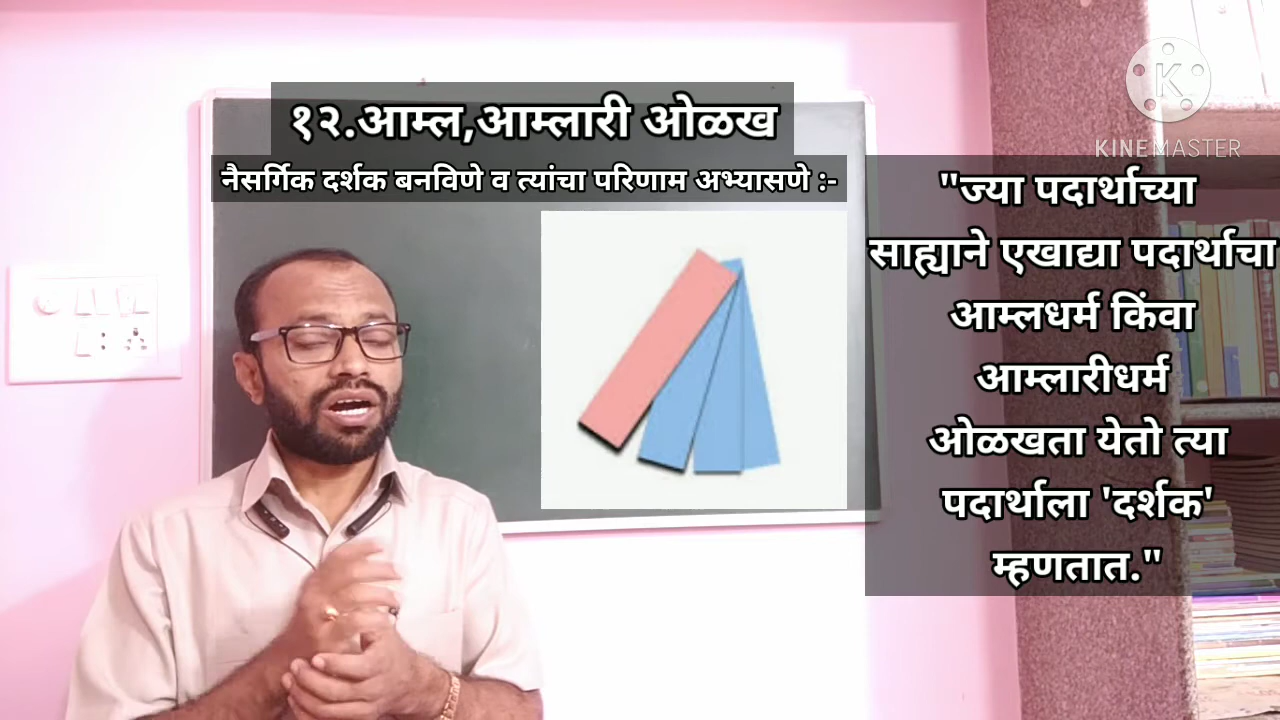 १२.आम्ल,आम्लारी ओळख
नैसर्गिक दर्शक बनविणे व त्यांचा परिणाम अभ्यासणे :-
KINEMASTER
"ज्या पदार्थाच्या
साह्याने एखाद्या पदार्थाचा
आम्लधर्म किंवा
आम्लारीधर्म
ओळखता येतो त्या
पदार्थाला 'दर्शक'
म्हणतात."